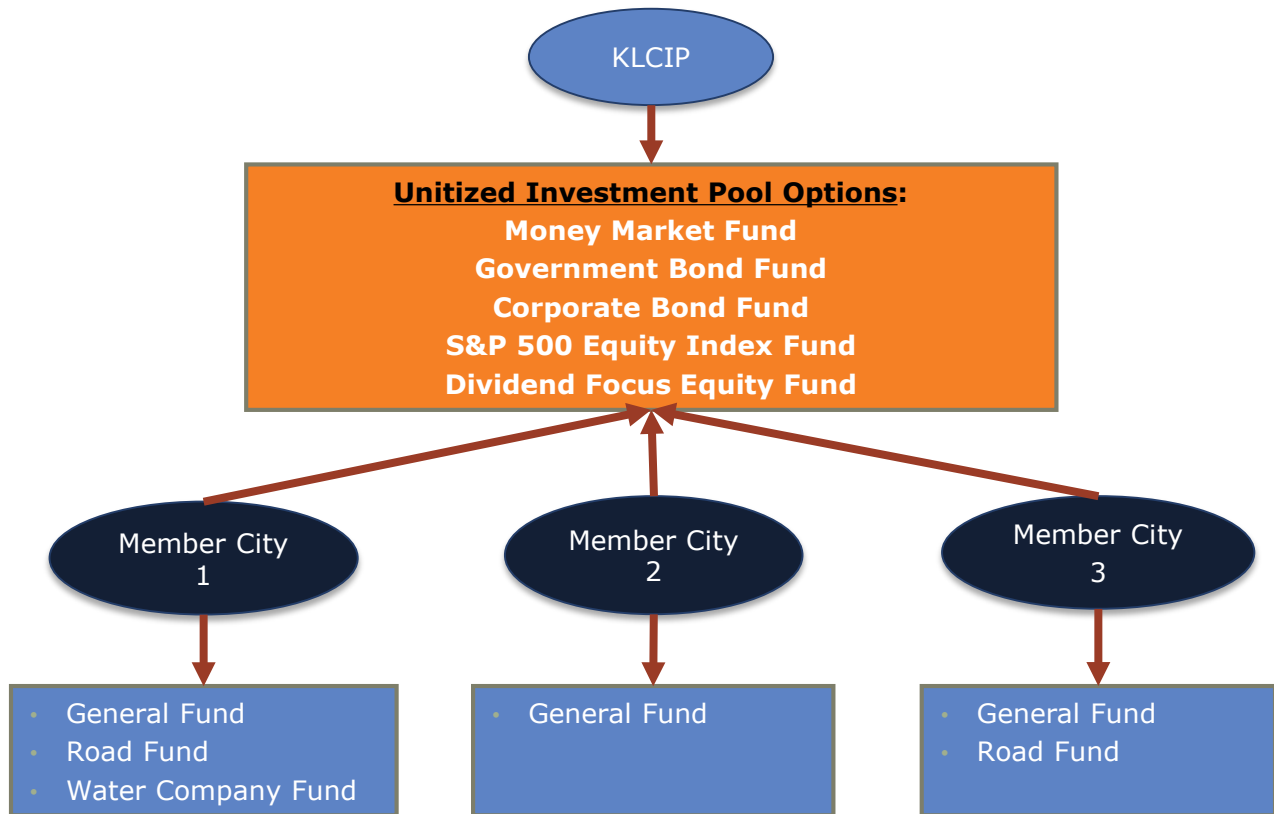 KLCIP
Unitized Investment Pool Options:
Money Market Fund
Government Bond Fund
Corporate Bond Fund
S&P 500 Equity Index Fund
Dividend Focus Equity Fund
Member City
1
Member City
2
Member City
3
• General Fund
• Road Fund
• Water Company Fund
• General Fund
• General Fund
• Road Fund